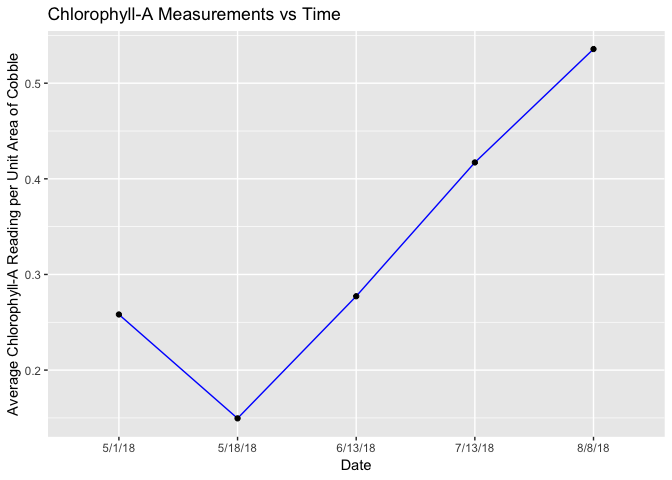 Chlorophyll-A Measurements vs Time
Average Chlorophyll-A Reading per Unit Area of Cobble
0.5
0.4
0.3
0.2
5/1/18 5/18/18 6/13/18 7/13/18 8/8/18
Date